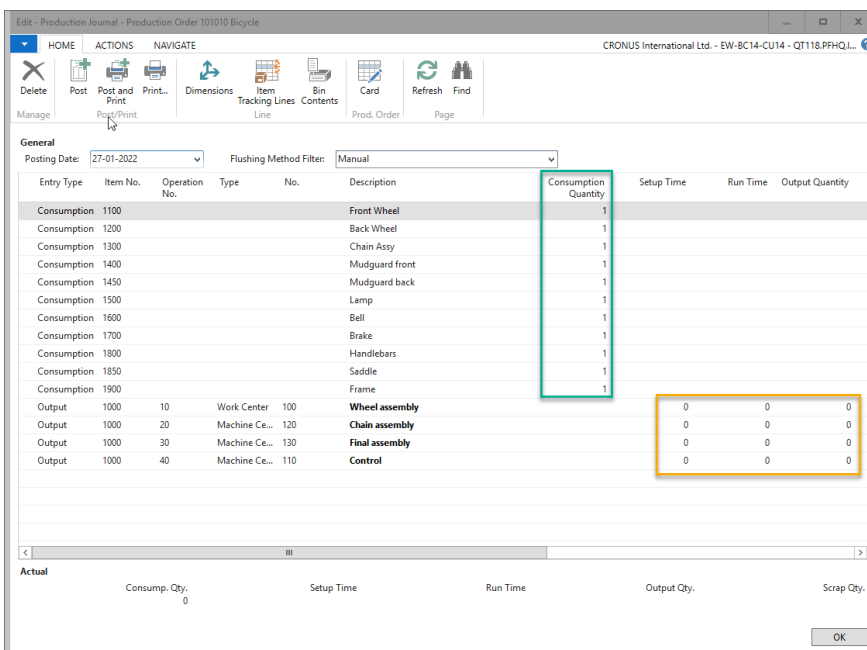 Edit - Production Journal - Production Order 101010 Bicycle
HOME ACTIONS NAVIGATE CRONUS International Ltd. - EW-BC14-CU14 - QT118.PFHQ.I...
Delete Post Post and Print Print... Dimensions Item Tracking Lines Bin Contents Card Refresh Find
Manage Post/Print Line Prod. Order Page
General
Posting Date: 27-01-2022 Flushing Method Filter: Manual
Entry Type Item No. Operation No. Type No. Description Consumption Quantity Setup Time Run Time Output Quantity
Consumption 1100 Front Wheel 1
Consumption 1200 Back Wheel 1
Consumption 1300 Chain Assy 1
Consumption 1400 Mudguard front 1
Consumption 1450 Mudguard back 1
Consumption 1500 Lamp 1
Consumption 1600 Bell 1
Consumption 1700 Brake 1
Consumption 1800 Handlebars 1
Consumption 1850 Saddle 1
Consumption 1900 Frame 1
Output 1000 10 Work Center 100 Wheel assembly 0 0 0
Output 1000 20 Machine Ce... 120 Chain assembly 0 0 0
Output 1000 30 Machine Ce... 130 Final assembly 0 0 0
Output 1000 40 Machine Ce... 110 Control 0 0 0
Actual
Consump. Qty. Setup Time Run Time Output Qty. Scrap Qty.
0
OK